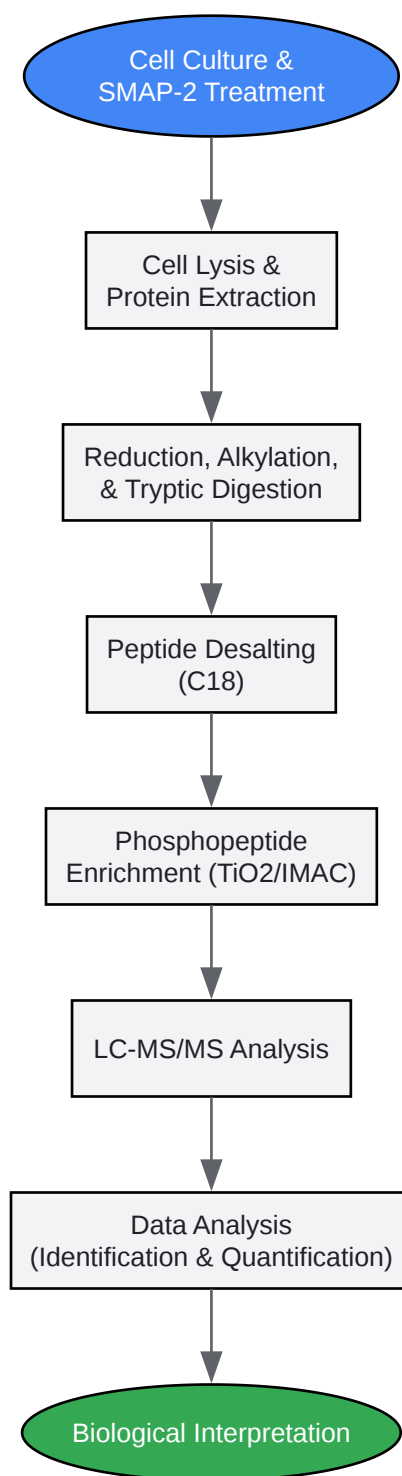 Cell Culture &
SMAP-2 Treatment
Cell Lysis &
Protein Extraction
Reduction, Alkylation,
& Tryptic Digestion
Peptide Desalting
(C18)
Phosphopeptide
Enrichment (TiO2/IMAC)
LC-MS/MS Analysis
Data Analysis
(Identification & Quantification)
Biological Interpretation